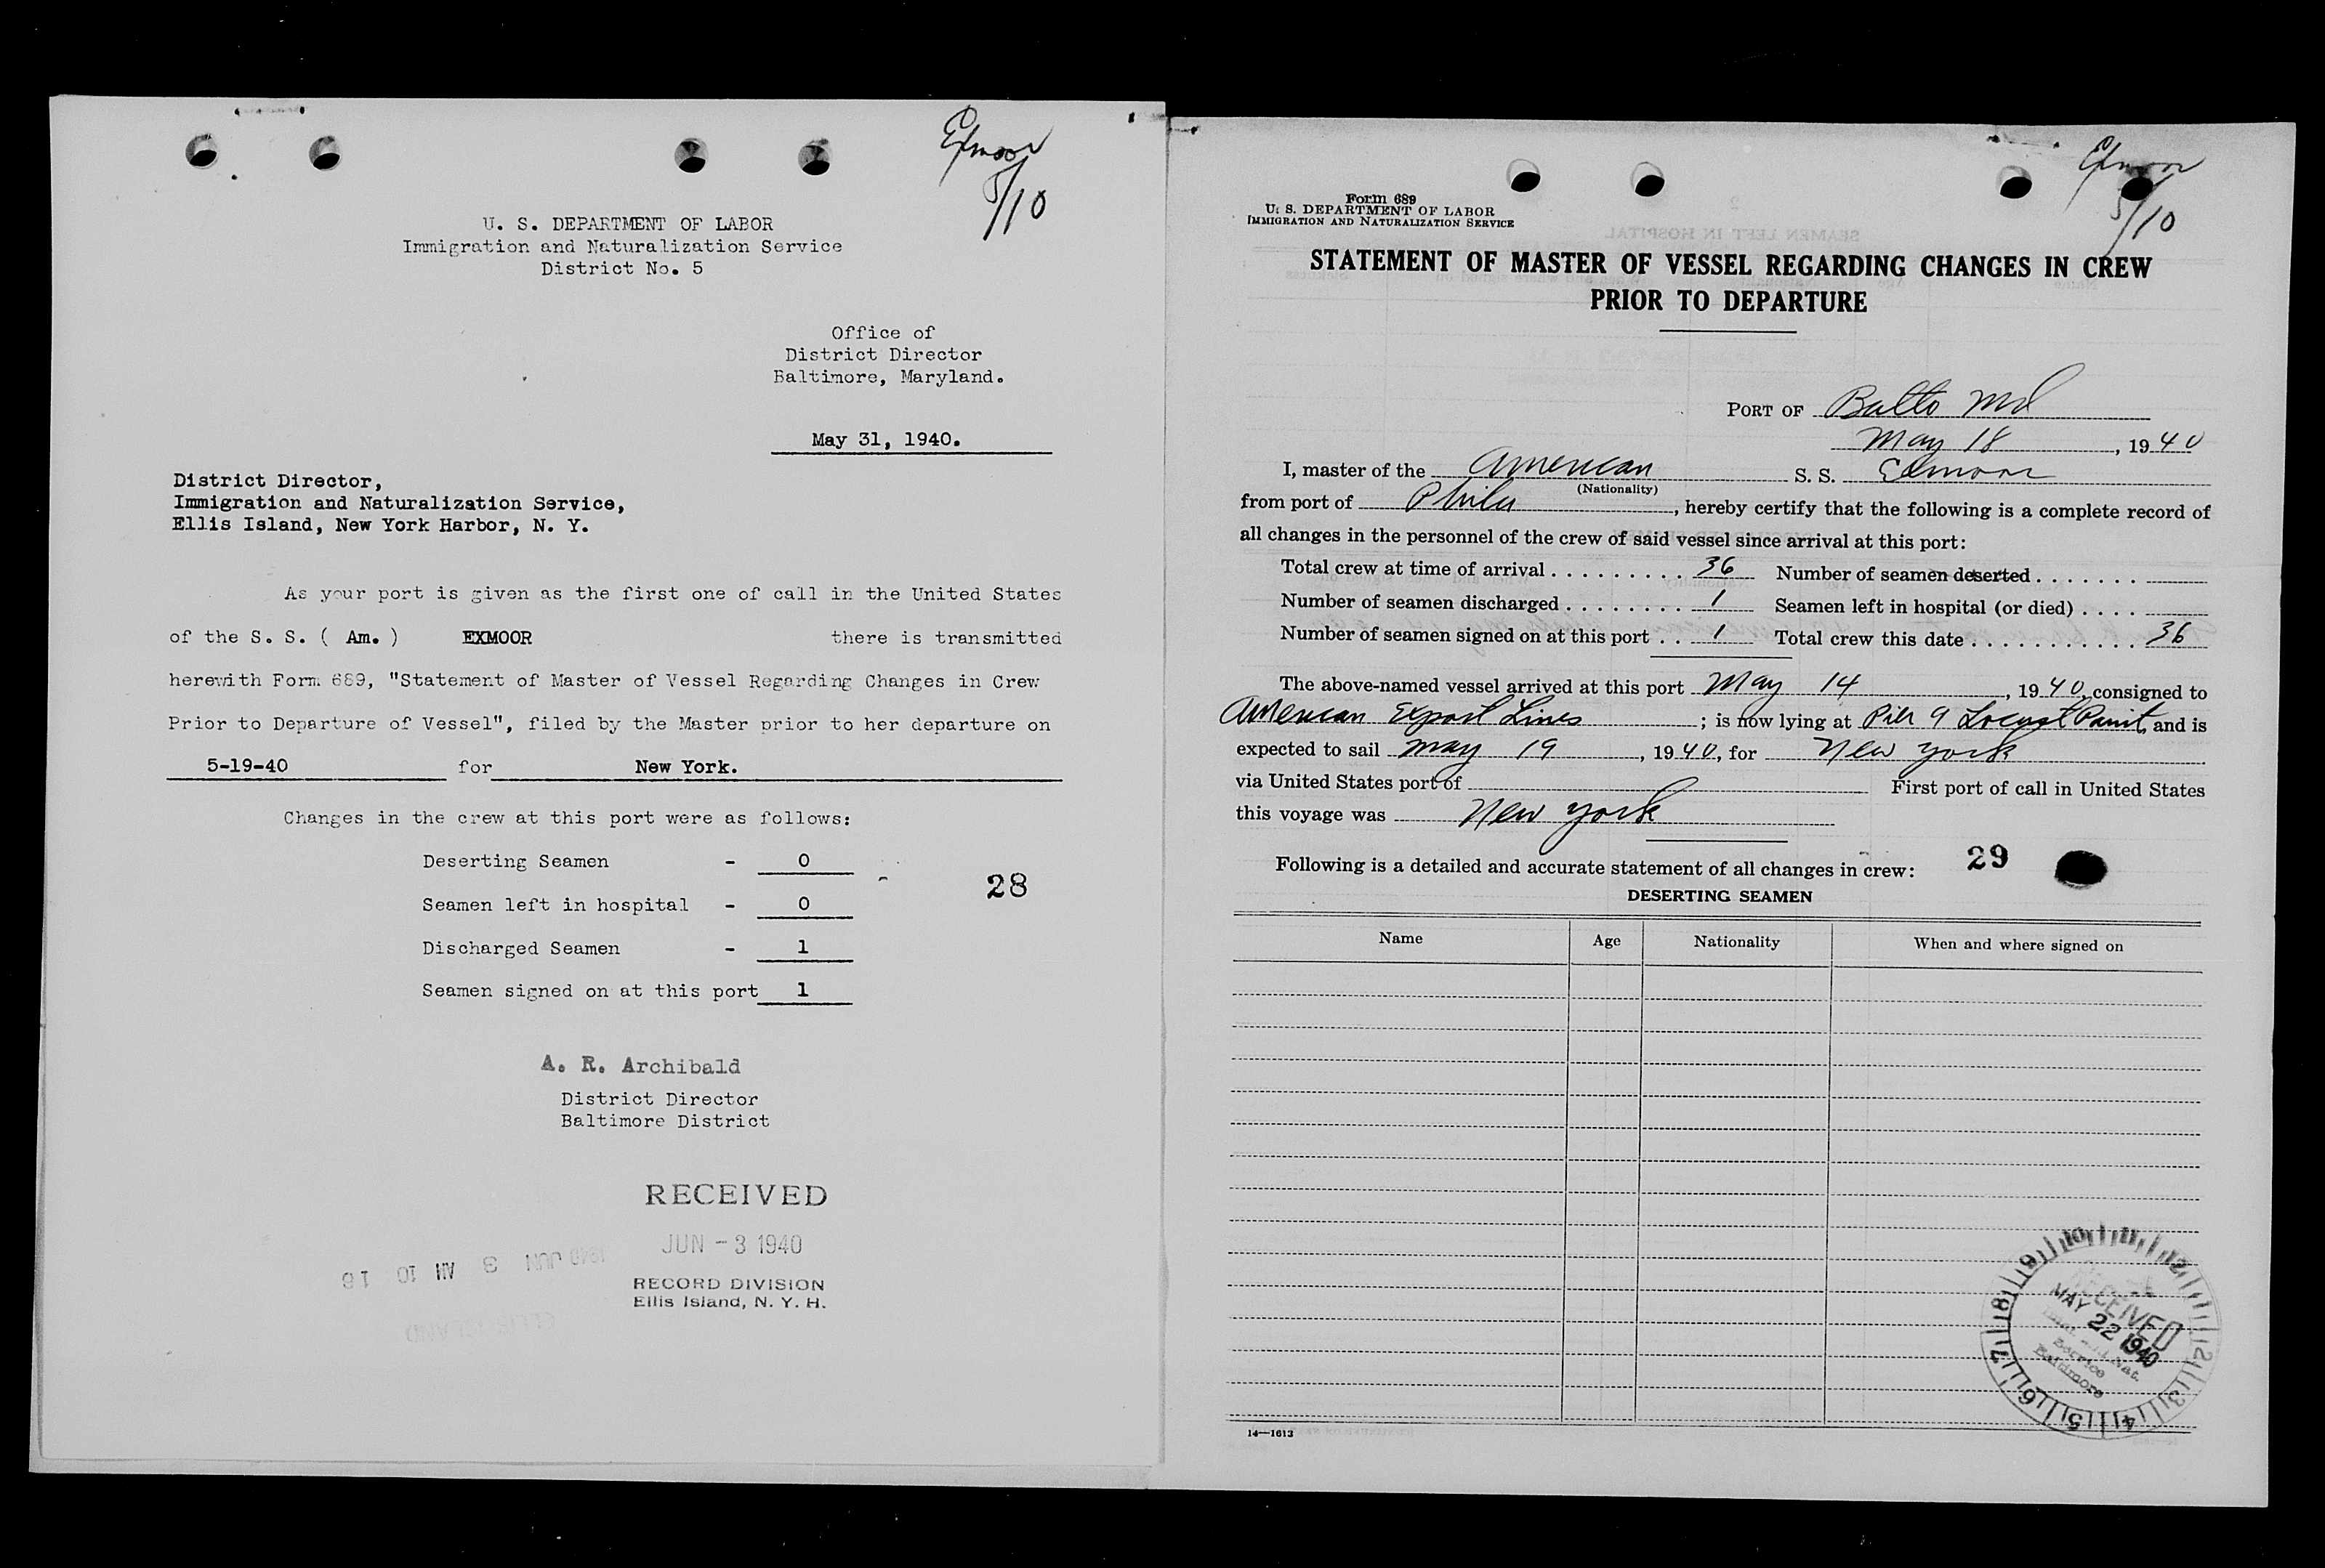 Exmoor
5/10
U. S. DEPARTMENT OF LABOR
Immigration and Naturalization Service
District No. 5
Office of
District Director
Baltimore, Maryland.
May 31, 1940.
District Director,
Immigration and Naturalization Service,
Ellis Island, New York Harbor, N. Y.
As your port is given as the first one of call in the United States
of the S. S. ( Am. ) EXMOOR there is transmitted
herewith Form 689, "Statement of Master of Vessel Regarding Changes in Crew
Prior to Departure of Vessel", filed by the Master prior to her departure on
5-19-40 for New York.
Changes in the crew at this port were as follows:
Deserting Seamen - 0
28
Seamen left in hospital - 0
Discharged Seamen - 1
Seamen signed on at this port 1
A. R. Archibald
District Director
Baltimore District
RECEIVED
JUN - 3 1940
RECORD DIVISION
Ellis Island, N. Y. H.
1940 JUN 3 AM 10 16
ELLIS ISLAND
Exmoor
5/10
Form 689
U. S. DEPARTMENT OF LABOR
IMMIGRATION AND NATURALIZATION SERVICE
STATEMENT OF MASTER OF VESSEL REGARDING CHANGES IN CREW
PRIOR TO DEPARTURE
PORT OF Balto Md
May 18, 1940
I, master of the American S. S. Exmoor
(Nationality)
from port of Phila, hereby certify that the following is a complete record of
all changes in the personnel of the crew of said vessel since arrival at this port:
Total crew at time of arrival . . . . . . . . . 36 Number of seamen deserted . . . . . . .
Number of seamen discharged . . . . . . . . 1 Seamen left in hospital (or died) . . . .
Number of seamen signed on at this port . . 1 Total crew this date . . . . . . . . . . . 36
The above-named vessel arrived at this port May 14, 1940, consigned to
American Export Lines; is now lying at Pier 9 Locust Point, and is
expected to sail May 19, 1940, for New York
via United States port of First port of call in United States
this voyage was New York
Following is a detailed and accurate statement of all changes in crew: 29
DESERTING SEAMEN
Name Age Nationality When and where signed on
RECEIVED
MAY 22 1940
Service
Baltimore
14—1613